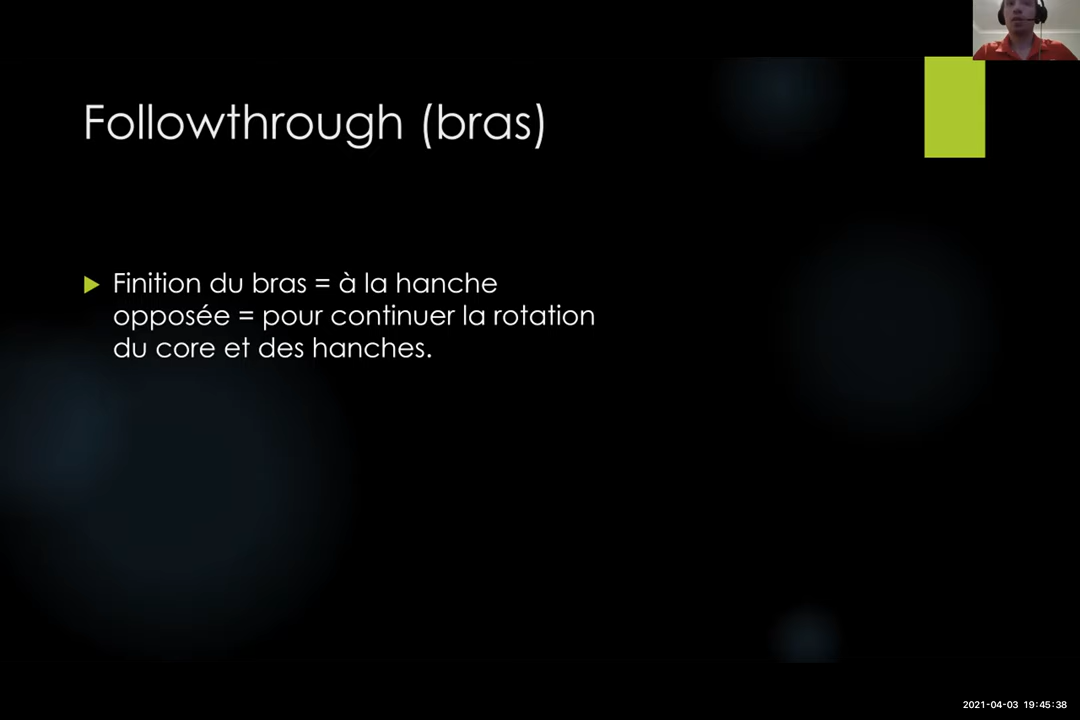 Followthrough (bras)
Finition du bras = à la hanche
opposée = pour continuer la rotation
du core et des hanches.
2021-04-03 19:45:38